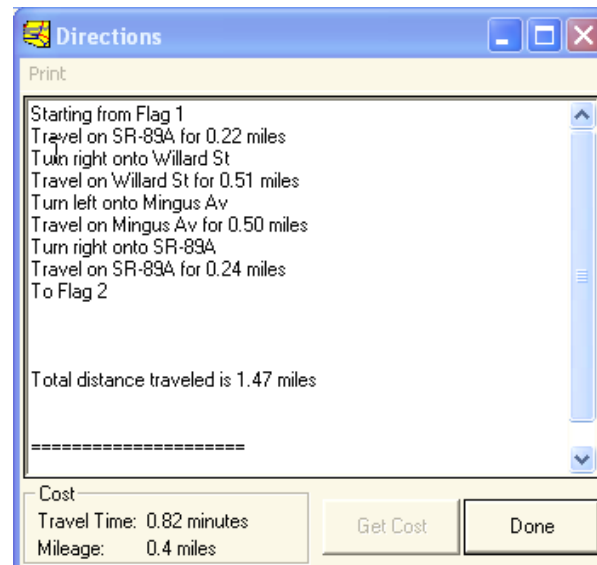 Directions
Print
Starting from Flag 1
Travel on SR-89A for 0.22 miles
Turn right onto Willard St
Travel on Willard St for 0.51 miles
Turn left onto Mingus Av
Travel on Mingus Av for 0.50 miles
Turn right onto SR-89A
Travel on SR-89A for 0.24 miles
To Flag 2
Total distance traveled is 1.47 miles
=====================
Cost
Travel Time: 0.82 minutes
Mileage: 0.4 miles
Get Cost
Done